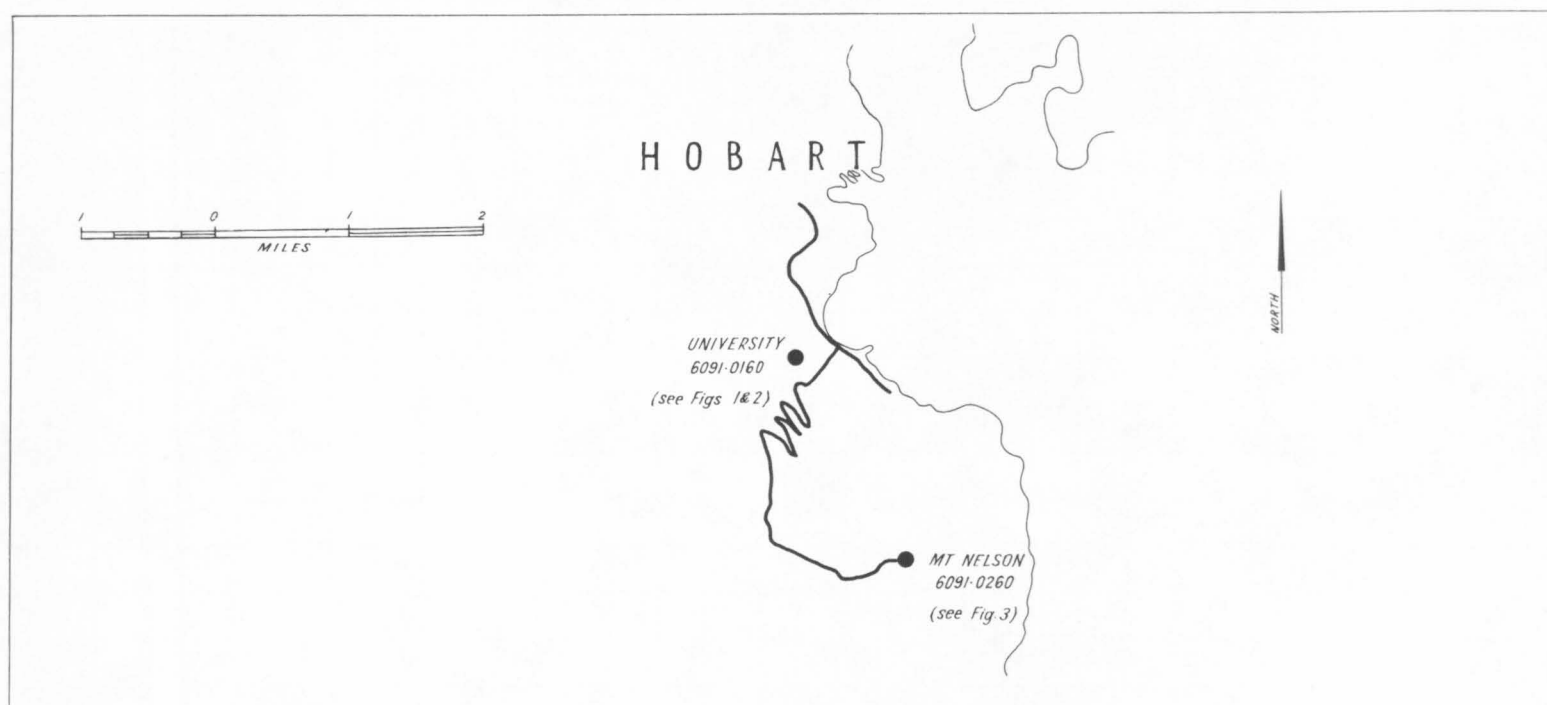 HOBART
1 0 1 2
MILES
NORTH
UNIVERSITY
6091·0160
(see Figs 1&2)
MT NELSON
6091·0260
(see Fig. 3)